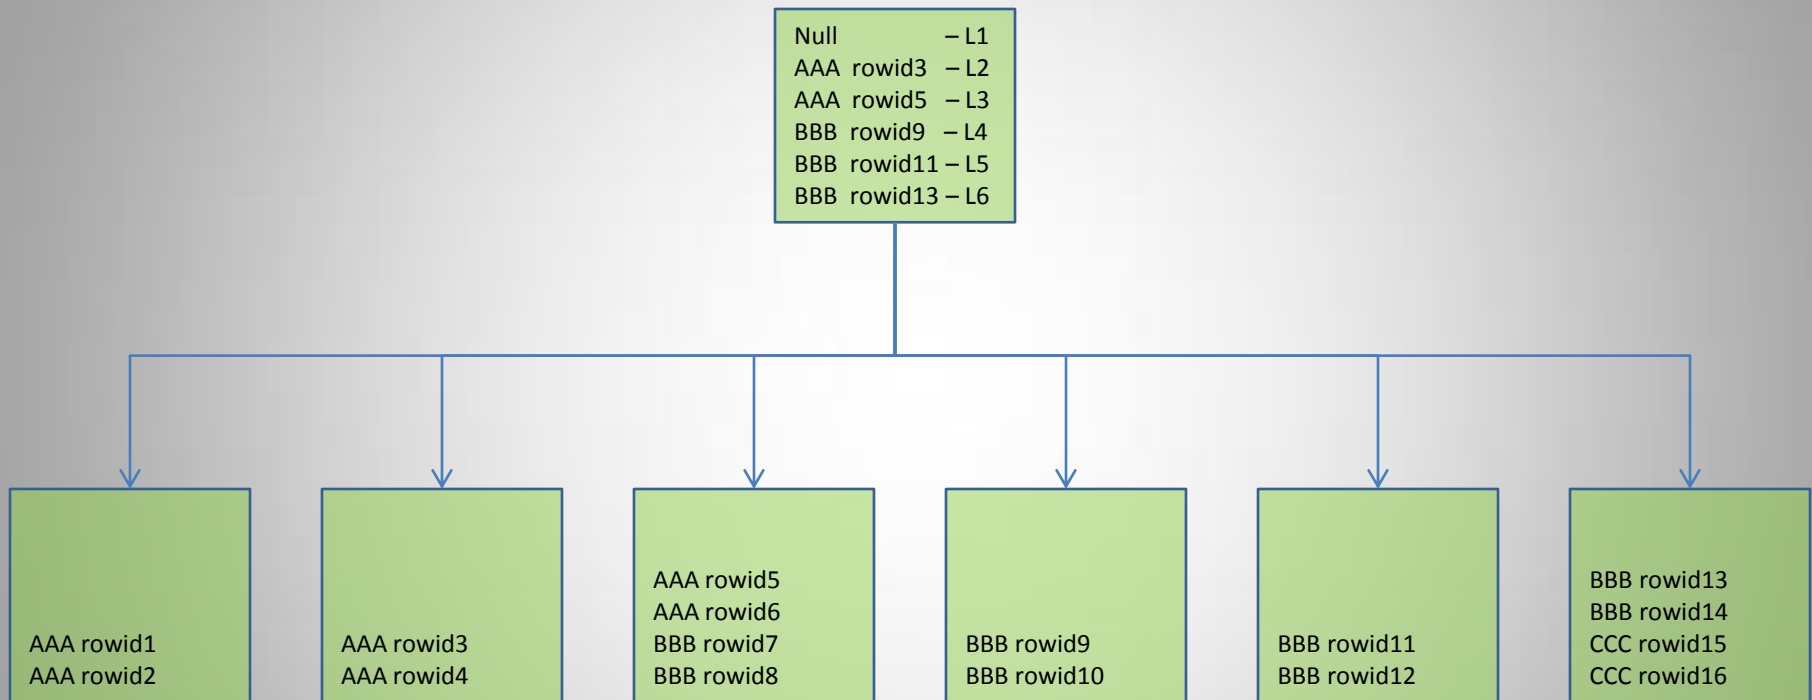 Null – L1
AAA rowid3 – L2
AAA rowid5 – L3
BBB rowid9 – L4
BBB rowid11 – L5
BBB rowid13 – L6
AAA rowid1
AAA rowid2
AAA rowid3
AAA rowid4
AAA rowid5
AAA rowid6
BBB rowid7
BBB rowid8
BBB rowid9
BBB rowid10
BBB rowid11
BBB rowid12
BBB rowid13
BBB rowid14
CCC rowid15
CCC rowid16